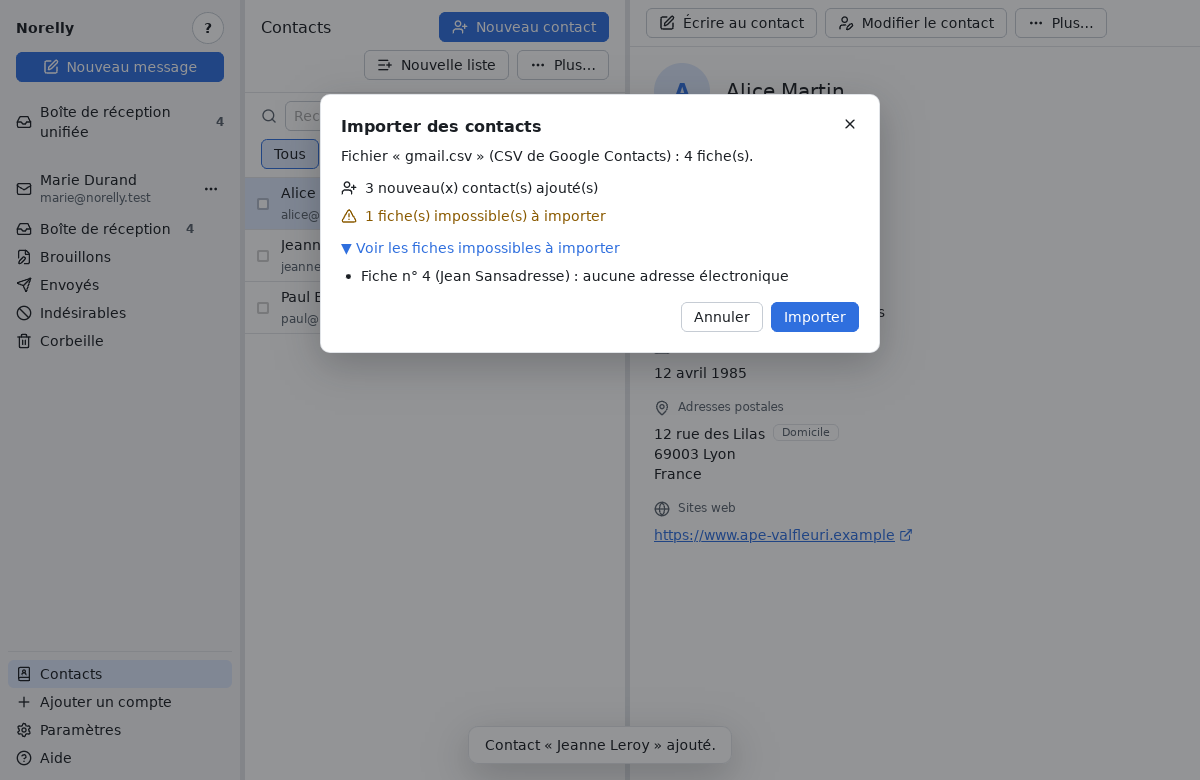 Norelly
?
Nouveau message
Boîte de réception
unifiée
4
Marie Durand
marie@norelly.test
Boîte de réception 4
Brouillons
Envoyés
Indésirables
Corbeille
Contacts
Ajouter un compte
Paramètres
Aide
Contacts
Nouveau contact
Nouvelle liste
Plus...
Rec
Tous
Alice
alice@
Jeann
jeanne
Paul
paul@
Écrire au contact
Modifier le contact
Plus...
A
Alice Martin
Importer des contacts
Fichier « gmail.csv » (CSV de Google Contacts) : 4 fiche(s).
3 nouveau(x) contact(s) ajouté(s)
1 fiche(s) impossible(s) à importer
▼ Voir les fiches impossibles à importer
• Fiche n° 4 (Jean Sansadresse) : aucune adresse électronique
Annuler
Importer
12 avril 1985
Adresses postales
12 rue des Lilas Domicile
69003 Lyon
France
Sites web
https://www.ape-valfleuri.example
Contact « Jeanne Leroy » ajouté.